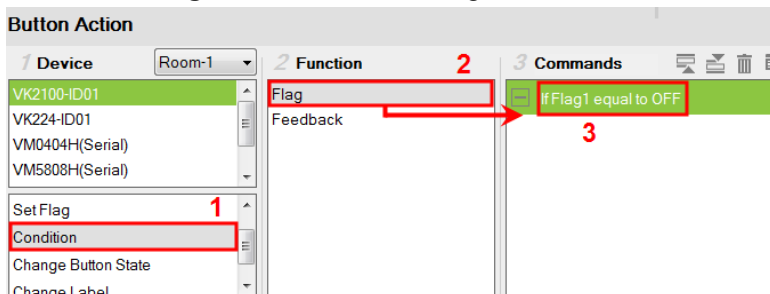 Button Action
1 Device
Room-1
2 Function
2
3 Commands
VK2100-ID01
VK224-ID01
VM0404H(Serial)
VM5808H(Serial)
Flag
Feedback
If Flag1 equal to OFF
3
Set Flag
1
Condition
Change Button State
Change Label